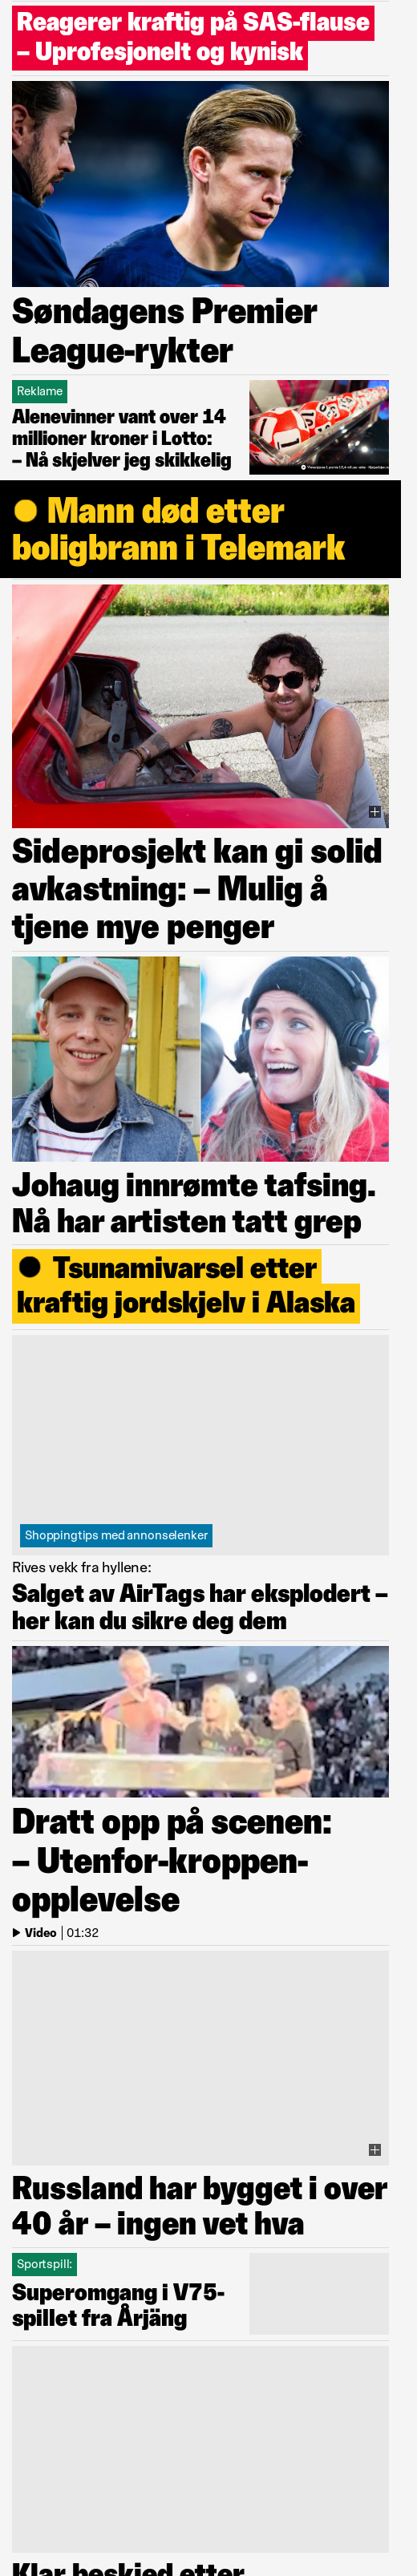 Reagerer kraftig på SAS-flause
– Uprofesjonelt og kynisk
Søndagens Premier
League-rykter
Reklame
Alenevinner vant over 14
millioner kroner i Lotto:
– Nå skjelver jeg skikkelig
Mann død etter
boligbrann i Telemark
Sideprosjekt kan gi solid
avkastning: – Mulig å
tjene mye penger
Johaug innrømte tafsing.
Nå har artisten tatt grep
Tsunamivarsel etter
kraftig jordskjelv i Alaska
Shoppingtips med annonselenker
Rives vekk fra hyllene:
Salget av AirTags har eksplodert –
her kan du sikre deg dem
Dratt opp på scenen:
– Utenfor-kroppen-
opplevelse
Video | 01:32
Russland har bygget i over
40 år – ingen vet hva
Sportspill:
Superomgang i V75-
spillet fra Årjäng
Klar beskjed etter